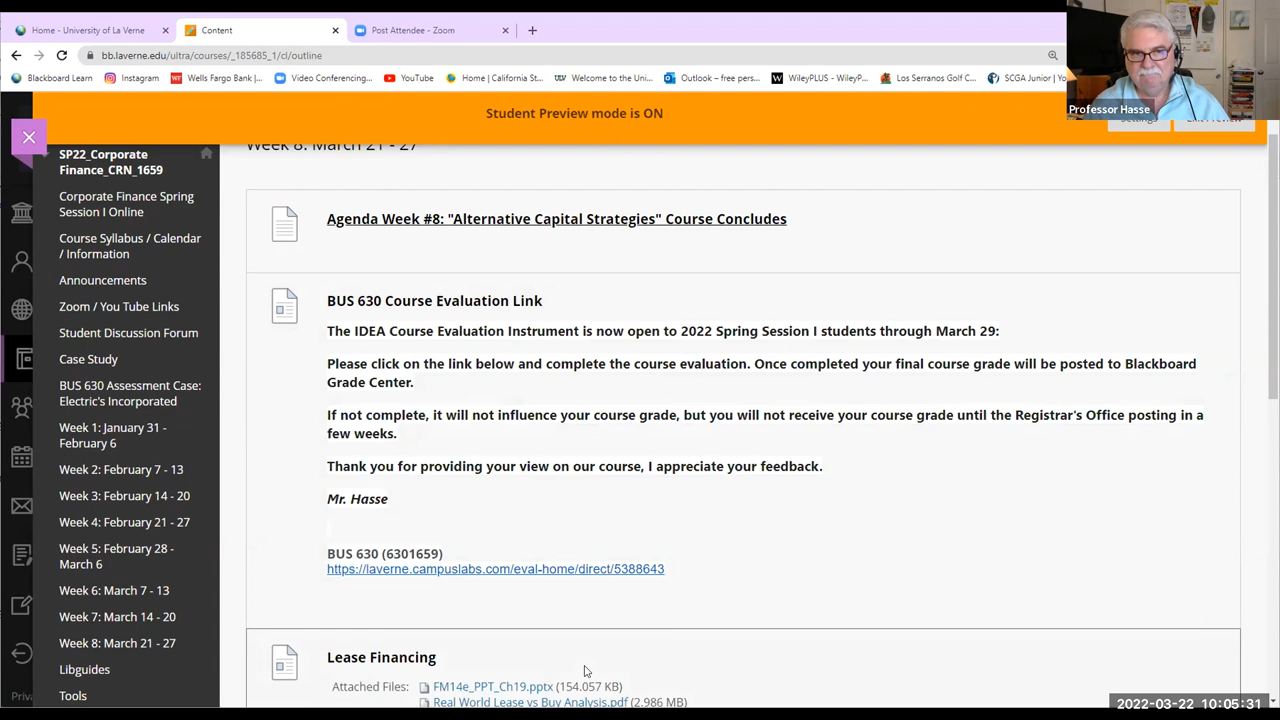 Home - University of La Verne
Content
Post Attendee - Zoom
bb.laverne.edu/ultra/courses/_185685_1/cl/outline
Blackboard Learn
Instagram
Wells Fargo Bank |...
Video Conferencing,...
YouTube
Home | California St...
Welcome to the Uni...
Outlook – free pers...
WileyPLUS - WileyP...
Los Serranos Golf C...
SCGA Junior | Yo
Professor Hasse
Student Preview mode is ON
Settings
Exit Preview
Week 8: March 21 - 27
SP22_Corporate
Finance_CRN_1659
Corporate Finance Spring
Session I Online
Course Syllabus / Calendar
/ Information
Announcements
Zoom / You Tube Links
Student Discussion Forum
Case Study
BUS 630 Assessment Case:
Electric's Incorporated
Week 1: January 31 -
February 6
Week 2: February 7 - 13
Week 3: February 14 - 20
Week 4: February 21 - 27
Week 5: February 28 -
March 6
Week 6: March 7 - 13
Week 7: March 14 - 20
Week 8: March 21 - 27
Libguides
Tools
Agenda Week #8: "Alternative Capital Strategies" Course Concludes
BUS 630 Course Evaluation Link
The IDEA Course Evaluation Instrument is now open to 2022 Spring Session I students through March 29:
Please click on the link below and complete the course evaluation. Once completed your final course grade will be posted to Blackboard
Grade Center.
If not complete, it will not influence your course grade, but you will not receive your course grade until the Registrar's Office posting in a
few weeks.
Thank you for providing your view on our course, I appreciate your feedback.
Mr. Hasse
BUS 630 (6301659)
https://laverne.campuslabs.com/eval-home/direct/5388643
Lease Financing
Attached Files: FM14e_PPT_Ch19.pptx (154.057 KB)
Real World Lease vs Buy Analysis.pdf (2.986 MB)
2022-03-22 10:05:31